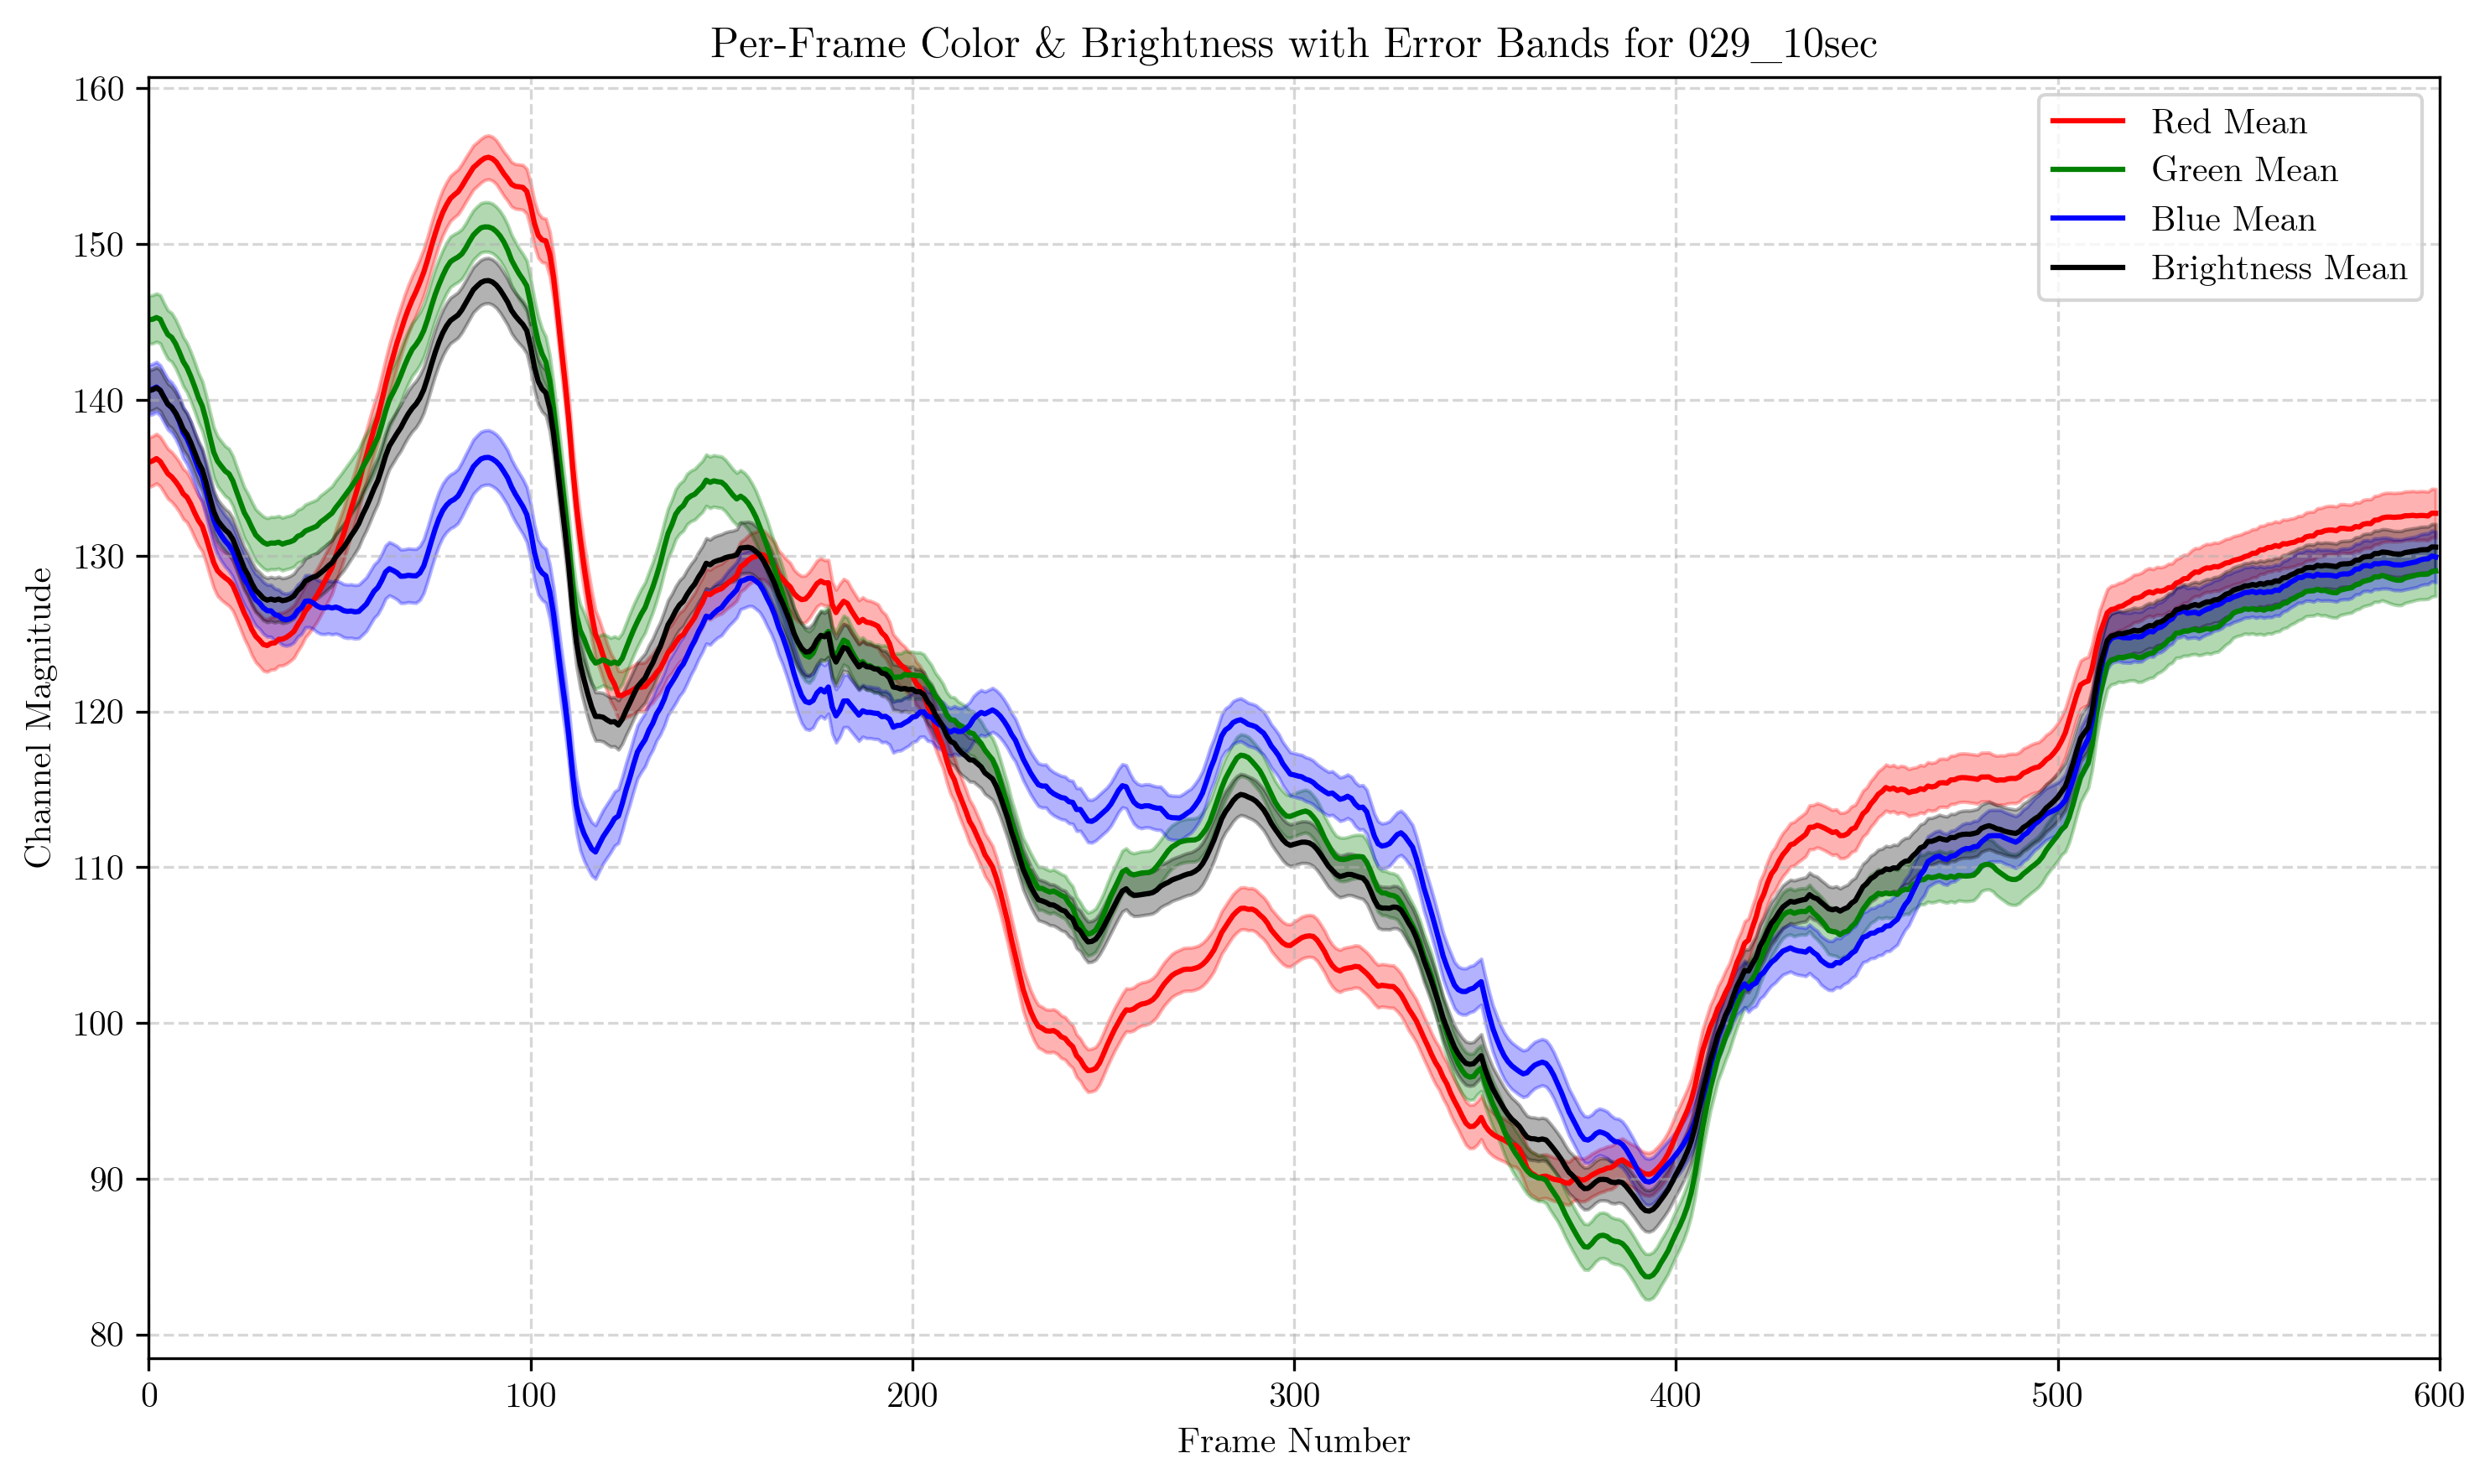 Per-Frame Color & Brightness with Error Bands for 029_10sec
160
150
140
130
120
110
100
90
80
Channel Magnitude
Red Mean
Green Mean
Blue Mean
Brightness Mean
0 100 200 300 400 500 600
Frame Number